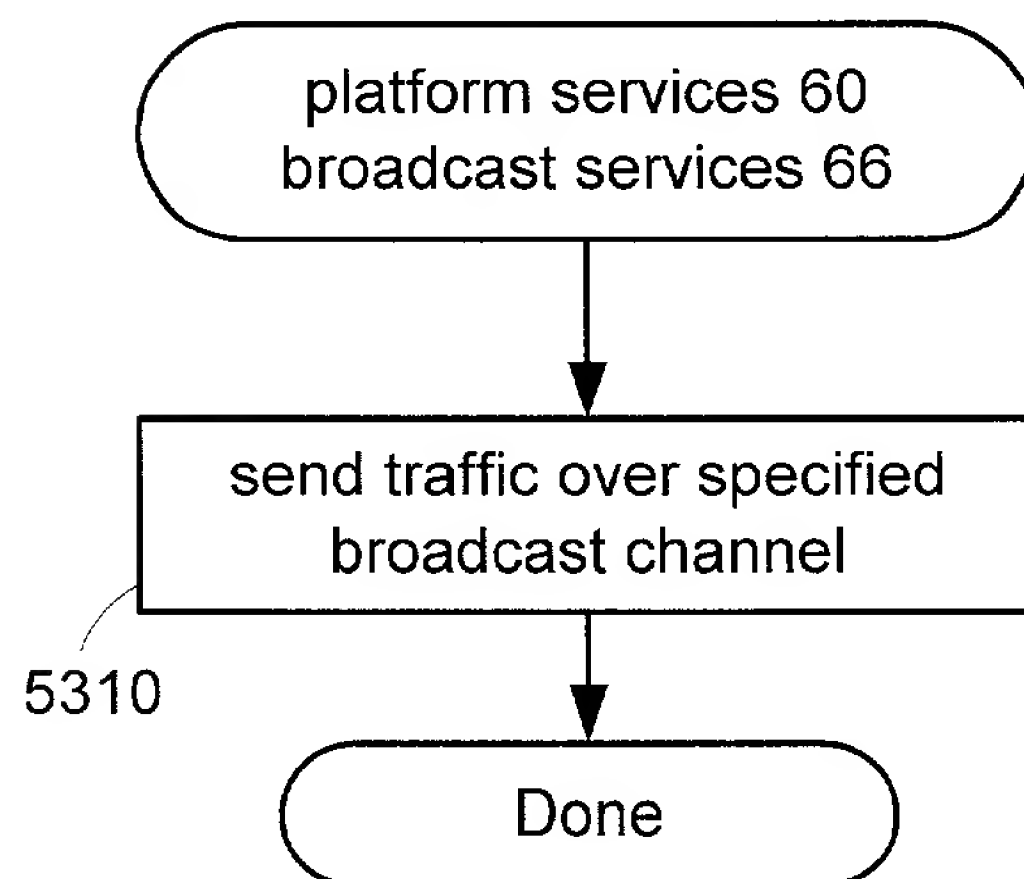 platform services 60
broadcast services 66
send traffic over specified
broadcast channel
5310
Done